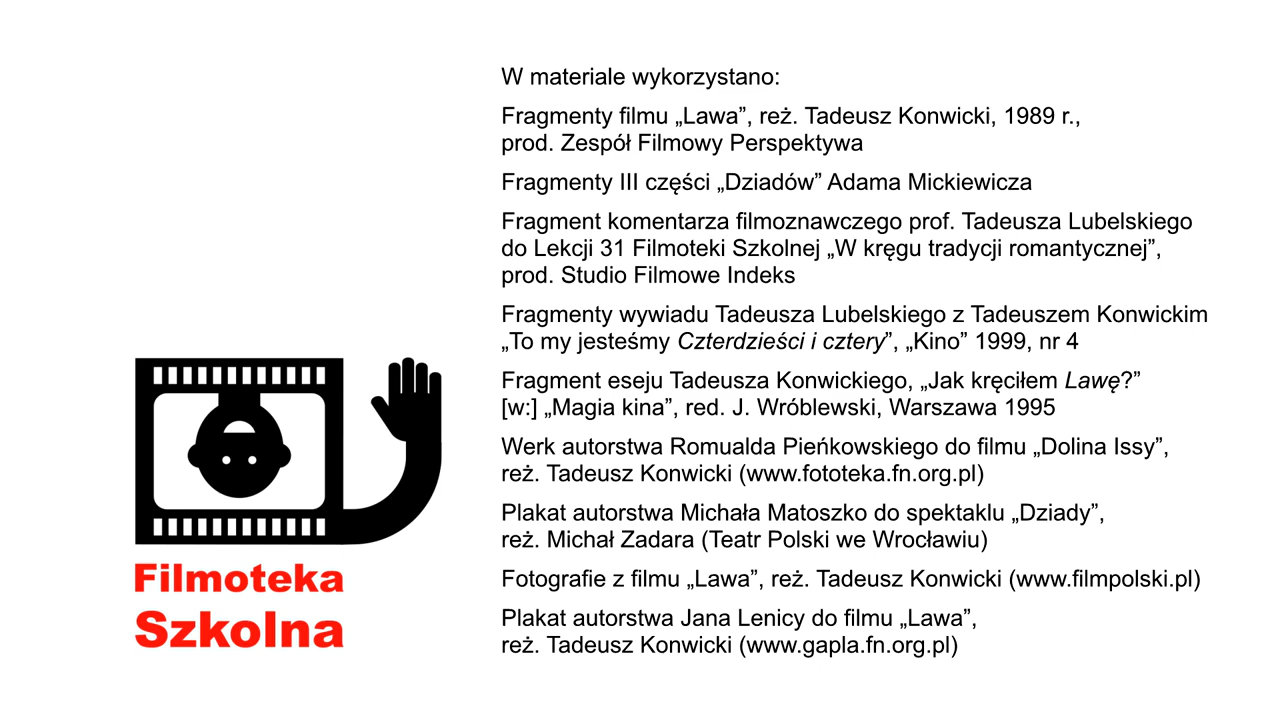 W materiale wykorzystano:
Fragmenty filmu „Lawa”, reż. Tadeusz Konwicki, 1989 r.,
prod. Zespół Filmowy Perspektywa
Fragmenty III części „Dziadów” Adama Mickiewicza
Fragment komentarza filmoznawczego prof. Tadeusza Lubelskiego
do Lekcji 31 Filmoteki Szkolnej „W kręgu tradycji romantycznej”,
prod. Studio Filmowe Indeks
Fragmenty wywiadu Tadeusza Lubelskiego z Tadeuszem Konwickim
„To my jesteśmy Czterdzieści i cztery”, „Kino” 1999, nr 4
Fragment eseju Tadeusza Konwickiego, „Jak kręciłem Lawę?”
[w:] „Magia kina”, red. J. Wróblewski, Warszawa 1995
Werk autorstwa Romualda Pieńkowskiego do filmu „Dolina Issy”,
reż. Tadeusz Konwicki (www.fototeka.fn.org.pl)
Plakat autorstwa Michała Matoszko do spektaklu „Dziady”,
reż. Michał Zadara (Teatr Polski we Wrocławiu)
Fotografie z filmu „Lawa”, reż. Tadeusz Konwicki (www.filmpolski.pl)
Plakat autorstwa Jana Lenicy do filmu „Lawa”,
reż. Tadeusz Konwicki (www.gapla.fn.org.pl)
Filmoteka
Szkolna